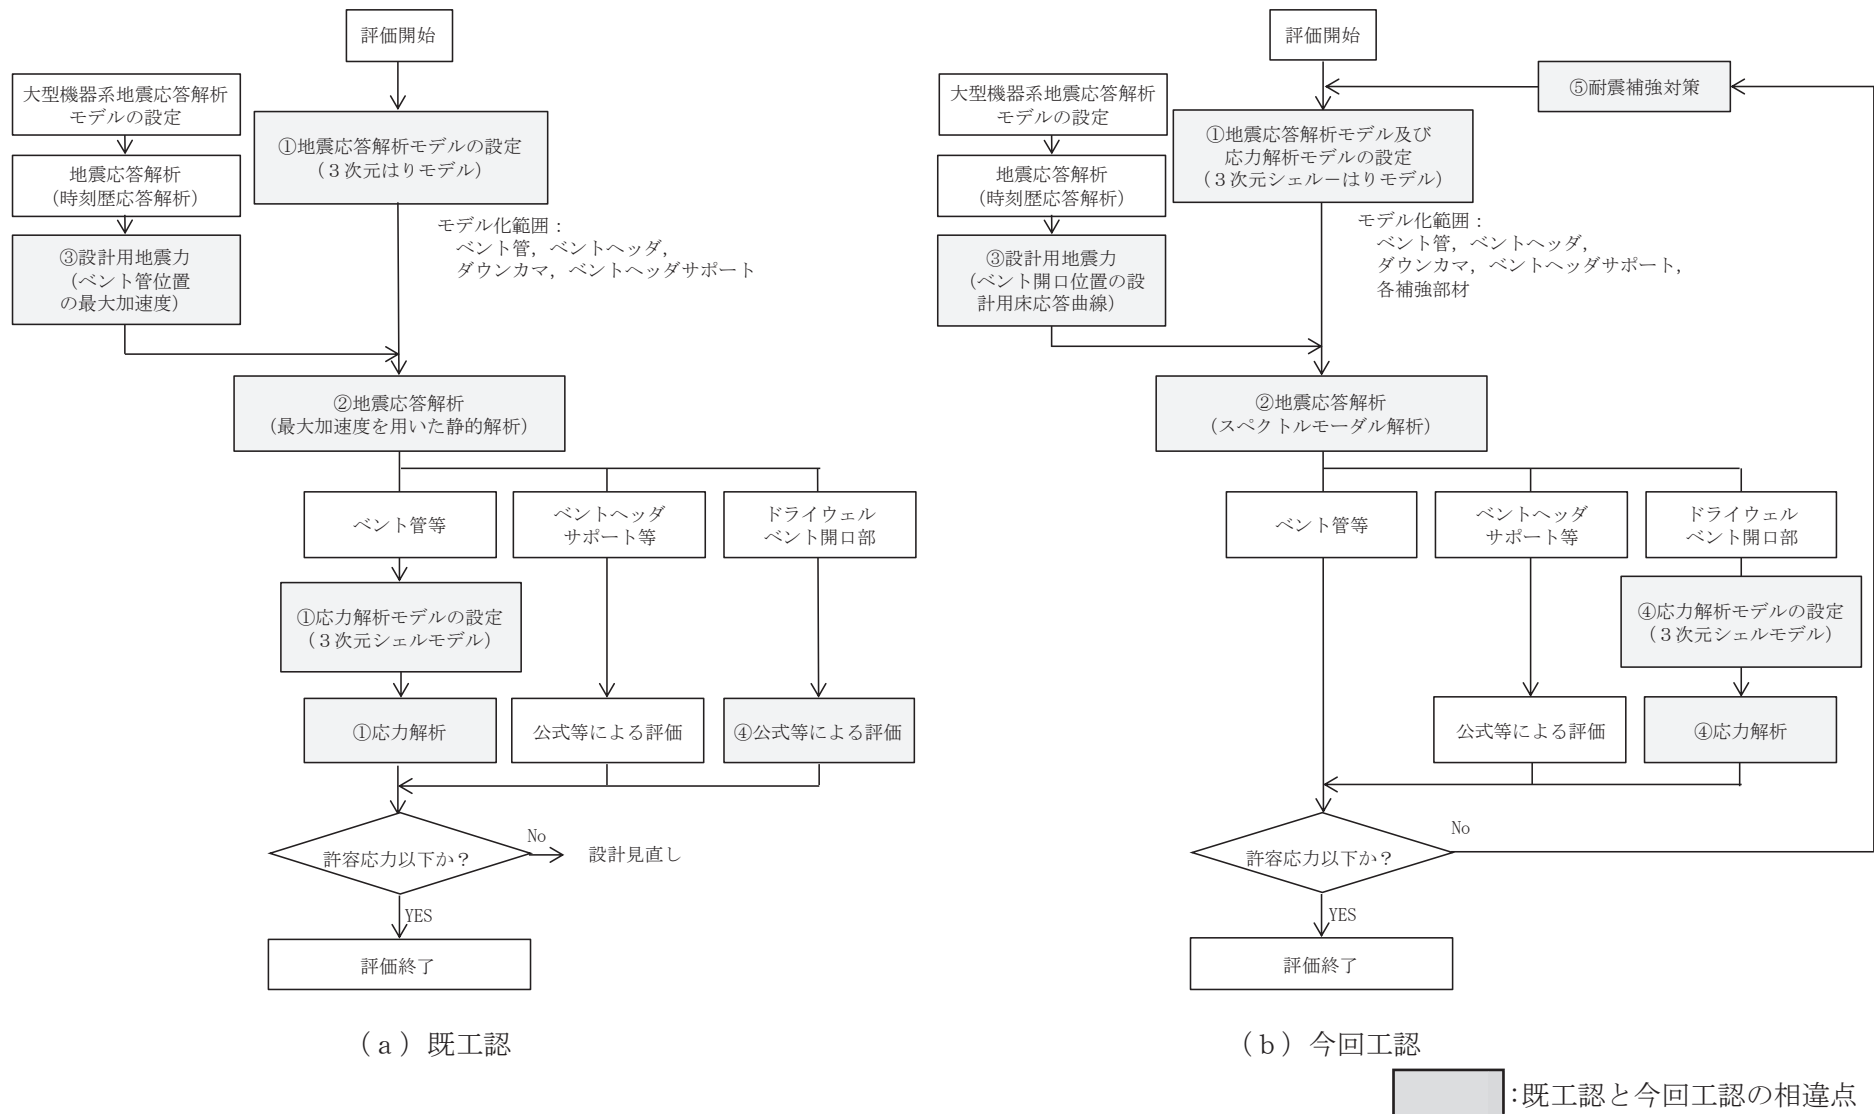 評価開始
大型機器系地震応答解析
モデルの設定
地震応答解析
(時刻歴応答解析)
③設計用地震力
(ベント管位置
の最大加速度)
①地震応答解析モデルの設定
(3次元はりモデル)
モデル化範囲:
ベント管,ベントヘッダ,
ダウンカマ,ベントヘッダサポート
②地震応答解析
(最大加速度を用いた静的解析)
ベント管等
ベントヘッダ
サポート等
ドライウェル
ベント開口部
①応力解析モデルの設定
(3次元シェルモデル)
①応力解析
公式等による評価
④公式等による評価
許容応力以下か?
No
設計見直し
YES
評価終了
(a)既工認
評価開始
⑤耐震補強対策
大型機器系地震応答解析
モデルの設定
地震応答解析
(時刻歴応答解析)
③設計用地震力
(ベント開口位置の設
計用床応答曲線)
①地震応答解析モデル及び
応力解析モデルの設定
(3次元シェル-はりモデル)
モデル化範囲:
ベント管,ベントヘッダ,
ダウンカマ,ベントヘッダサポート,
各補強部材
②地震応答解析
(スペクトルモーダル解析)
ベント管等
ベントヘッダ
サポート等
ドライウェル
ベント開口部
④応力解析モデルの設定
(3次元シェルモデル)
公式等による評価
④応力解析
許容応力以下か?
No
YES
評価終了
(b)今回工認
:既工認と今回工認の相違点